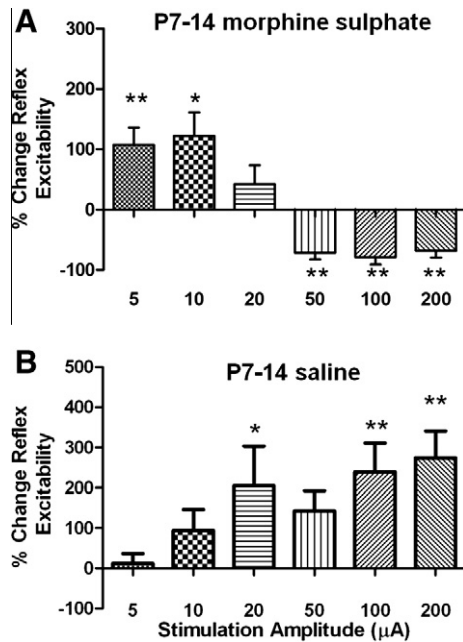 A
P7-14 morphine sulphate
% Change Reflex
Excitability
300
200
100
0
-100
**
*
**
**
**
5 10 20 50 100 200
B
P7-14 saline
% Change Reflex
Excitability
500
400
300
200
100
0
-100
*
**
**
5 10 20 50 100 200
Stimulation Amplitude (μA)